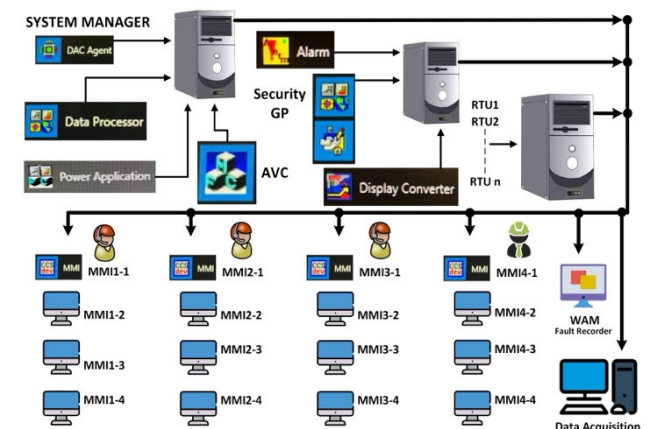 SYSTEM MANAGER
DAC Agent
Data Processor
Power Application
AVC
Alarm
Security
GP
Display Converter
RTU1
RTU2
RTU n
MMI
MMI1-1
MMI
MMI2-1
MMI
MMI3-1
MMI
MMI4-1
MMI1-2
MMI2-2
MMI3-2
MMI4-2
MMI1-3
MMI2-3
MMI3-3
MMI4-3
MMI1-4
MMI2-4
MMI3-4
MMI4-4
WAM
Fault Recorder
Data Acquisition